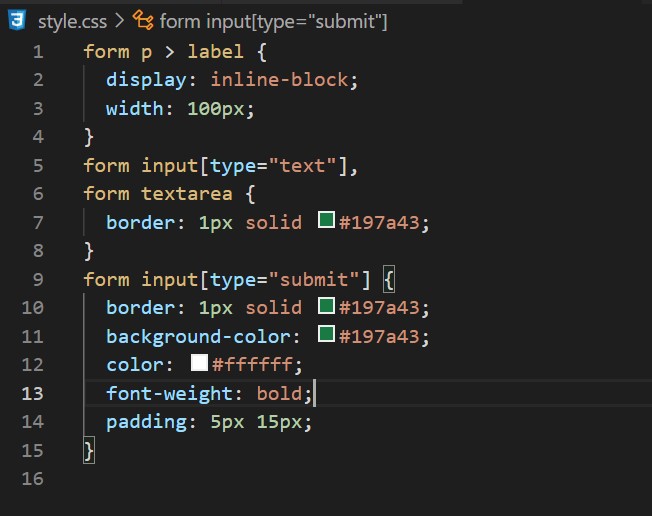 style.css > form input[type="submit"]
1 form p > label {
2 display: inline-block;
3 width: 100px;
4 }
5 form input[type="text"],
6 form textarea {
7 border: 1px solid #197a43;
8 }
9 form input[type="submit"] {
10 border: 1px solid #197a43;
11 background-color: #197a43;
12 color: #ffffff;
13 font-weight: bold;
14 padding: 5px 15px;
15 }
16